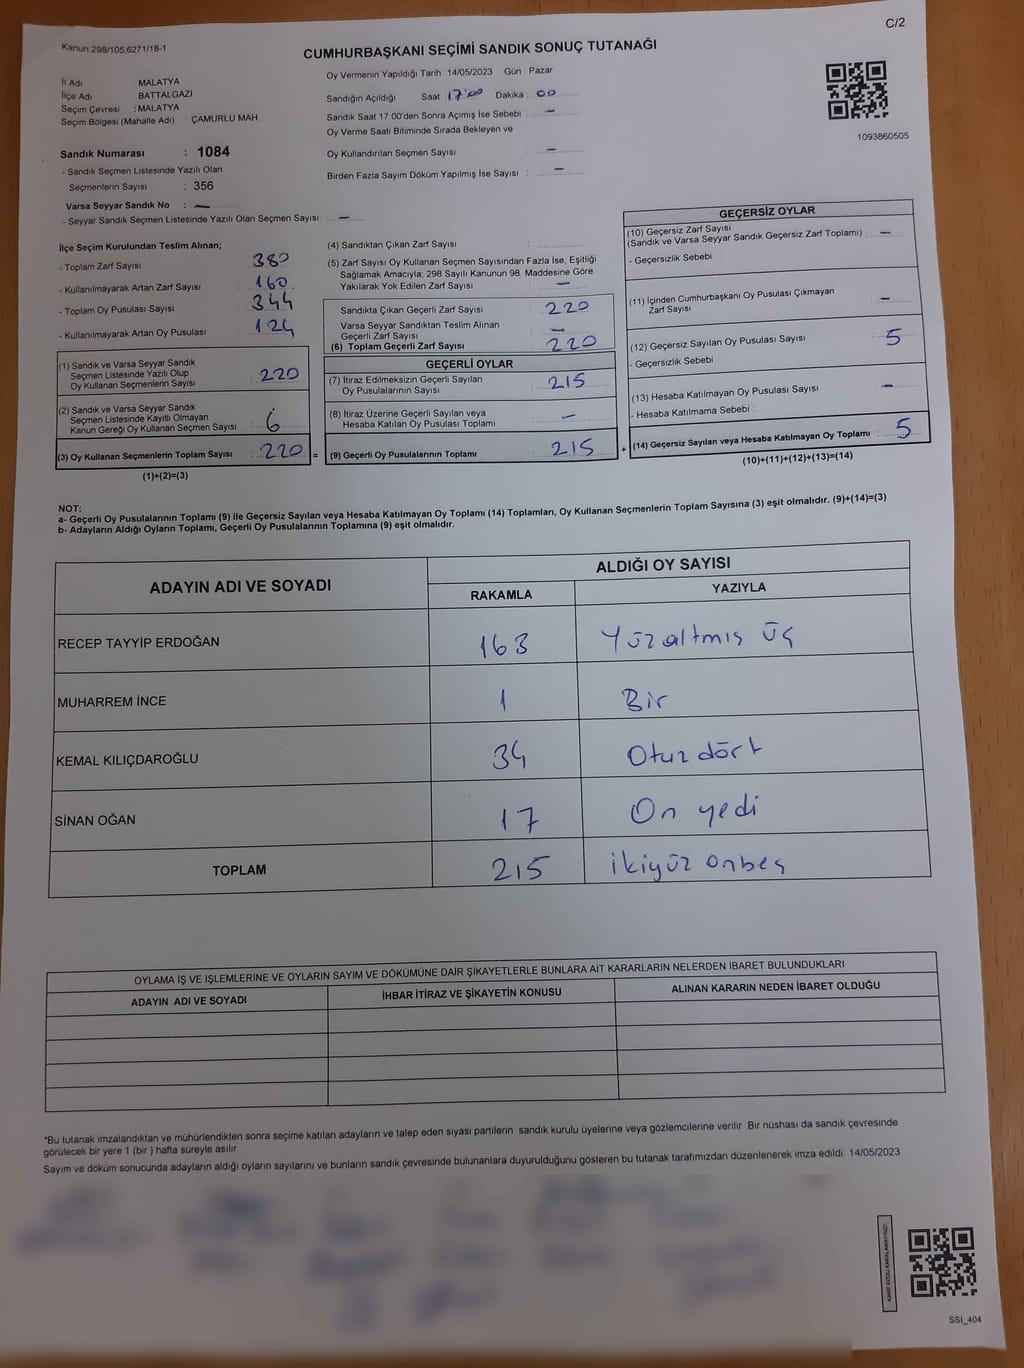 C/2
Kanun:298/105,6271/18-1
CUMHURBAŞKANI SEÇİMİ SANDIK SONUÇ TUTANAĞI
İl Adı : MALATYA
İlçe Adı : BATTALGAZİ
Seçim Çevresi : MALATYA
Seçim Bölgesi (Mahalle Adı) : ÇAMURLU MAH
Sandık Numarası : 1084
- Sandık Seçmen Listesinde Yazılı Olan
Seçmenlerin Sayısı : 356
Varsa Seyyar Sandık No : —
- Seyyar Sandık Seçmen Listesinde Yazılı Olan Seçmen Sayısı: —
Oy Vermenin Yapıldığı Tarih :14/05/2023 Gün : Pazar
Sandığın Açıldığı Saat : 17:00 Dakika : 00
Sandık Saat 17:00'den Sonra Açımış İse Sebebi : —
Oy Verme Saati Bitiminde Sırada Bekleyen ve
Oy Kullandırılan Seçmen Sayısı : —
Birden Fazla Sayım Döküm Yapılmış İse Sayısı : —
1093860505
İlçe Seçim Kurulundan Teslim Alınan;
- Toplam Zarf Sayısı : 380
- Kullanılmayarak Artan Zarf Sayısı : 160
- Toplam Oy Pusulası Sayısı : 344
- Kullanılmayarak Artan Oy Pusulası : 124
(1) Sandık ve Varsa Seyyar Sandık
Seçmen Listesinde Yazılı Olup
Oy Kullanan Seçmenlerin Sayısı : 220
(2) Sandık ve Varsa Seyyar Sandık
Seçmen Listesinde Kayıtlı Olmayan
Kanun Gereği Oy Kullanan Seçmen Sayısı : 6
(3) Oy Kullanan Seçmenlerin Toplam Sayısı : 220 =
(1)+(2)=(3)
(4) Sandıktan Çıkan Zarf Sayısı :
(5) Zarf Sayısı Oy Kullanan Seçmen Sayısından Fazla İse, Eşitliği
Sağlamak Amacıyla; 298 Sayılı Kanunun 98. Maddesine Göre
Yakılarak Yok Edilen Zarf Sayısı : —
Sandıkta Çıkan Geçerli Zarf Sayısı : 220
Varsa Seyyar Sandıktan Teslim Alınan
Geçerli Zarf Sayısı : —
(6) Toplam Geçerli Zarf Sayısı : 220
GEÇERLİ OYLAR
(7) İtiraz Edilmeksizin Geçerli Sayılan
Oy Pusulalarının Sayısı : 215
(8) İtiraz Üzerine Geçerli Sayılan veya
Hesaba Katılan Oy Pusulası Toplamı : —
(9) Geçerli Oy Pusulalarının Toplamı : 215 +
GEÇERSİZ OYLAR
(10) Geçersiz Zarf Sayısı
(Sandık ve Varsa Seyyar Sandık Geçersiz Zarf Toplamı) : —
- Geçersizlik Sebebi :
(11) İçinden Cumhurbaşkanı Oy Pusulası Çıkmayan
Zarf Sayısı : —
(12) Geçersiz Sayılan Oy Pusulası Sayısı : 5
- Geçersizlik Sebebi :
(13) Hesaba Katılmayan Oy Pusulası Sayısı : —
- Hesaba Katılmama Sebebi :
(14) Geçersiz Sayılan veya Hesaba Katılmayan Oy Toplamı : 5
(10)+(11)+(12)+(13)=(14)
NOT:
a- Geçerli Oy Pusulalarının Toplamı (9) ile Geçersiz Sayılan veya Hesaba Katılmayan Oy Toplamı (14) Toplamları, Oy Kullanan Seçmenlerin Toplam Sayısına (3) eşit olmalıdır. (9)+(14)=(3)
b- Adayların Aldığı Oyların Toplamı, Geçerli Oy Pusulalarının Toplamına (9) eşit olmalıdır.
ADAYIN ADI VE SOYADI
ALDIĞI OY SAYISI
RAKAMLA YAZIYLA
RECEP TAYYİP ERDOĞAN 163 Yüzaltmış üç
MUHARREM İNCE 1 Bir
KEMAL KILIÇDAROĞLU 34 Otuz dört
SİNAN OĞAN 17 On yedi
TOPLAM 215 ikiyüz onbeş
OYLAMA İŞ VE İŞLEMLERİNE VE OYLARIN SAYIM VE DÖKÜMÜNE DAİR ŞİKAYETLERLE BUNLARA AİT KARARLARIN NELERDEN İBARET BULUNDUKLARI
ADAYIN ADI VE SOYADI İHBAR İTİRAZ VE ŞİKAYETİN KONUSU ALINAN KARARIN NEDEN İBARET OLDUĞU
*Bu tutanak imzalandıktan ve mühürlendikten sonra seçime katılan adayların ve talep eden siyasi partilerin sandık kurulu üyelerine veya gözlemcilerine verilir. Bir nüshası da sandık çevresinde
görülecek bir yere 1 (bir ) hafta süreyle asılır.
Sayım ve döküm sonucunda adayların aldığı oyların sayılarını ve bunların sandık çevresinde bulunanlara duyurulduğunu gösteren bu tutanak tarafımızdan düzenlenerek imza edildi. 14/05/2023
SSİ_404